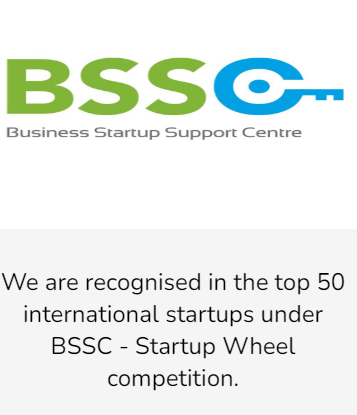 BSSC
Business Startup Support Centre
We are recognised in the top 50
international startups under
BSSC - Startup Wheel
competition.